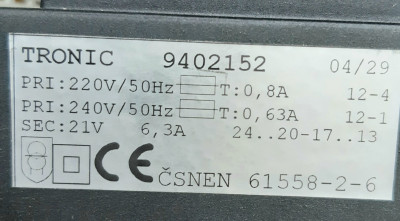 TRONIC 9402152 04/29
PRI:220V/50Hz T:0,8A 12-4
PRI:240V/50Hz T:0,63A 12-1
SEC:21V 6,3A 24..20-17..13
CE ČSNEN 61558-2-6